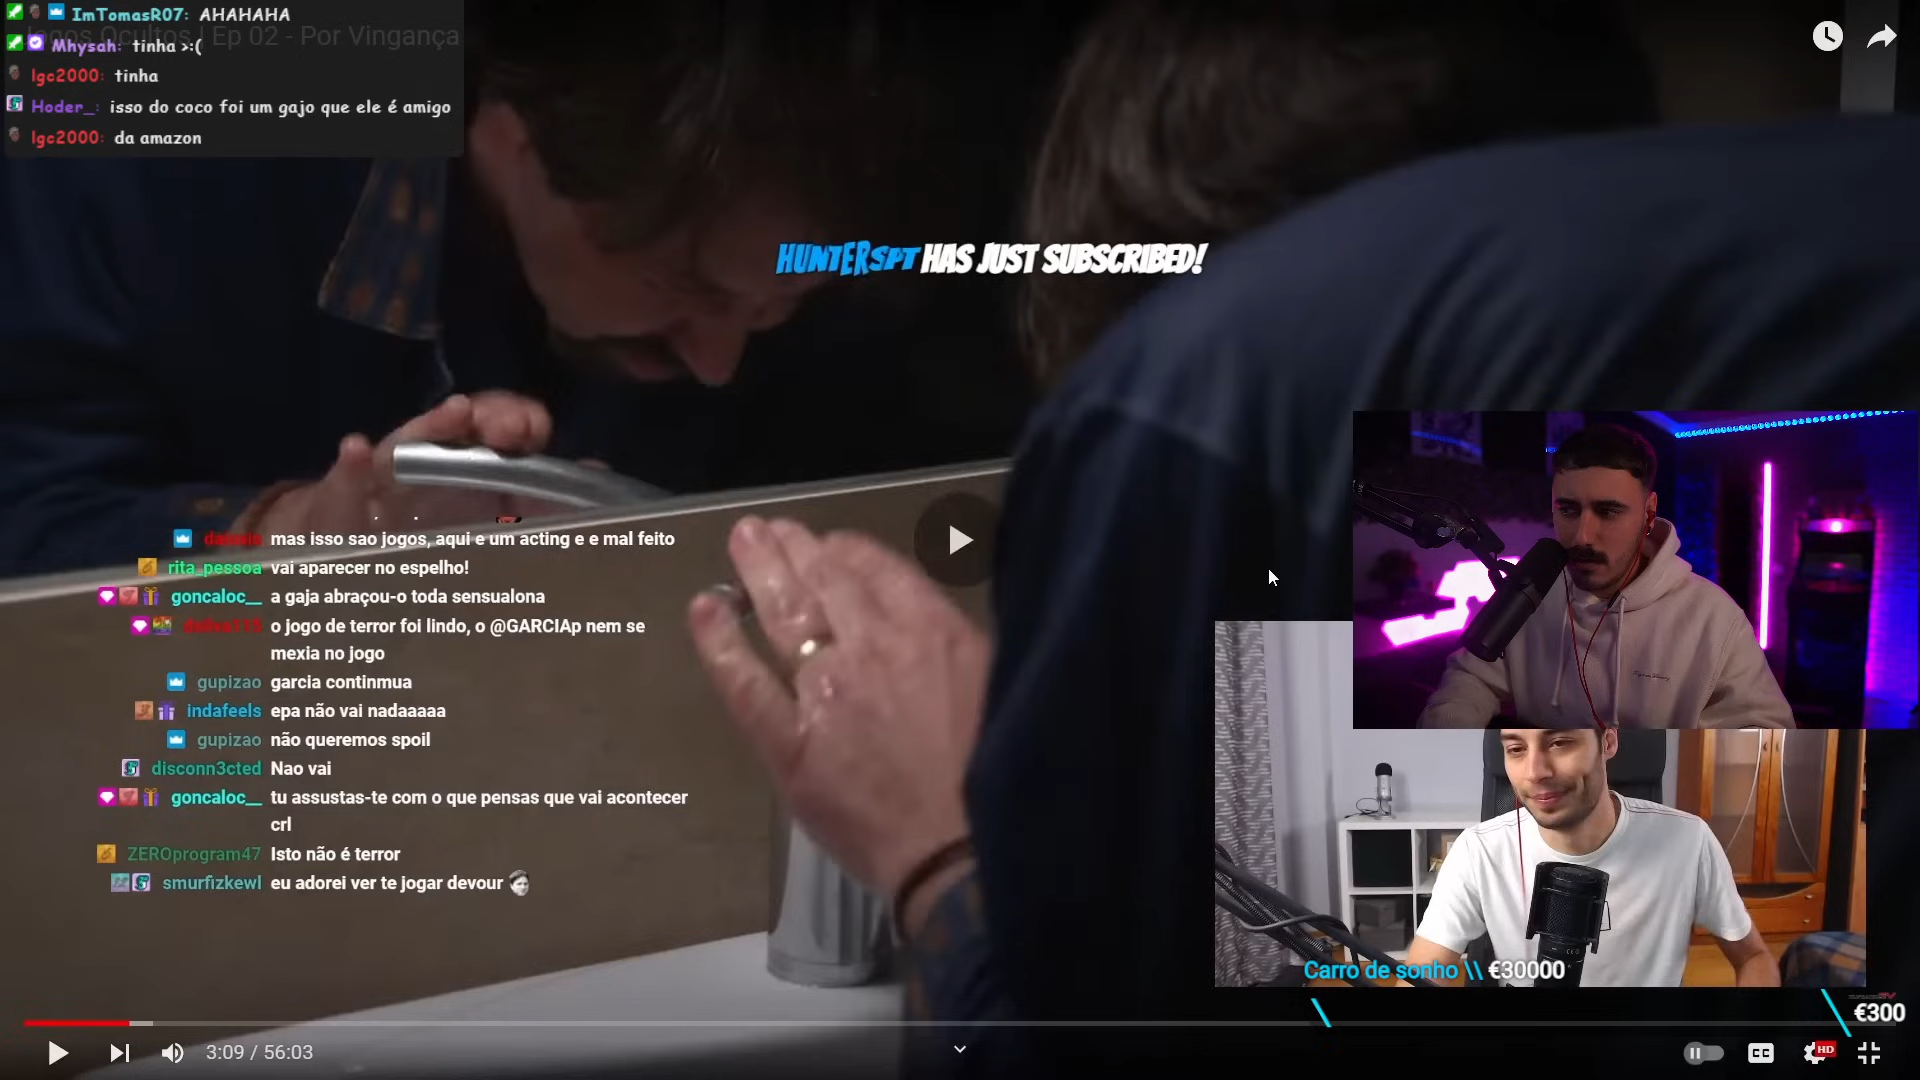 ImTomasR07: AHAHAHA
Jogos Ocultos | Ep 02 - Por Vingança
Mhysah: tinha >:(
lgc2000: tinha
Hoder_: isso do coco foi um gajo que ele é amigo
lgc2000: da amazon
HUNTERSPT HAS JUST SUBSCRIBED!
mas isso sao jogos, aqui e um acting e e mal feito
rita_pessoa vai aparecer no espelho!
goncaloc__ a gaja abraçou-o toda sensualona
o jogo de terror foi lindo, o @GARCIAp nem se
mexia no jogo
gupizao garcia continmua
indafeels epa não vai nadaaaaa
gupizao não queremos spoil
disconn3cted Nao vai
goncaloc__ tu assustas-te com o que pensas que vai acontecer
crl
ZEROprogram47 Isto não é terror
smurfizkewl eu adorei ver te jogar devour
Carro de sonho \\ €30000
€300
3:09 / 56:03
CC
HD